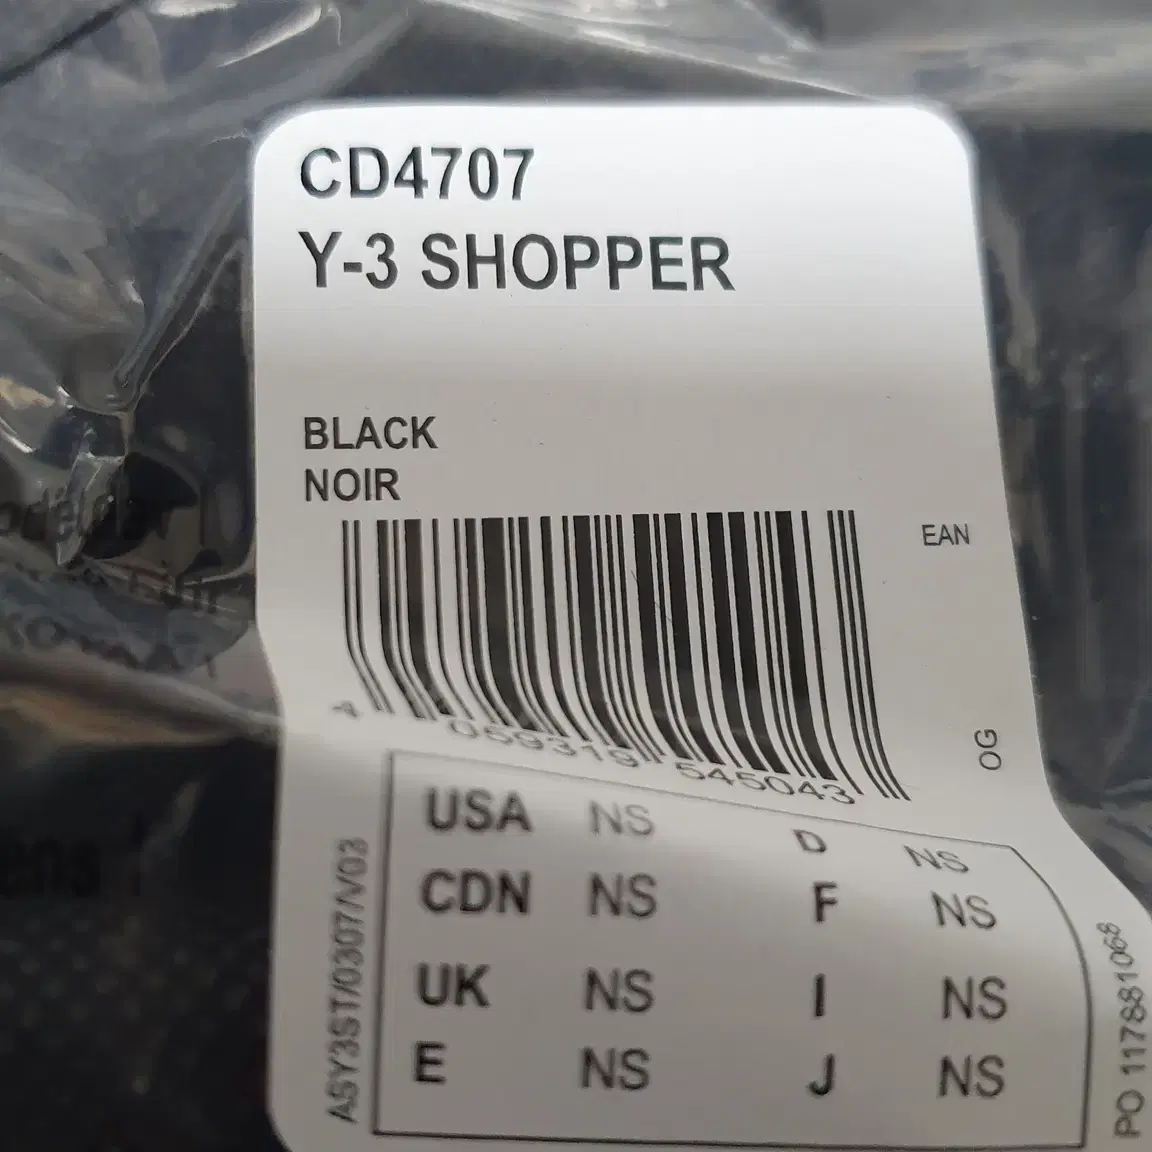 CD4707
Y-3 SHOPPER
BLACK
NOIR
EAN
4 059319 545043
OG
USA NS D NS
CDN NS F NS
UK NS I NS
E NS J NS
ASY3ST/0307/V03
PO 117881068